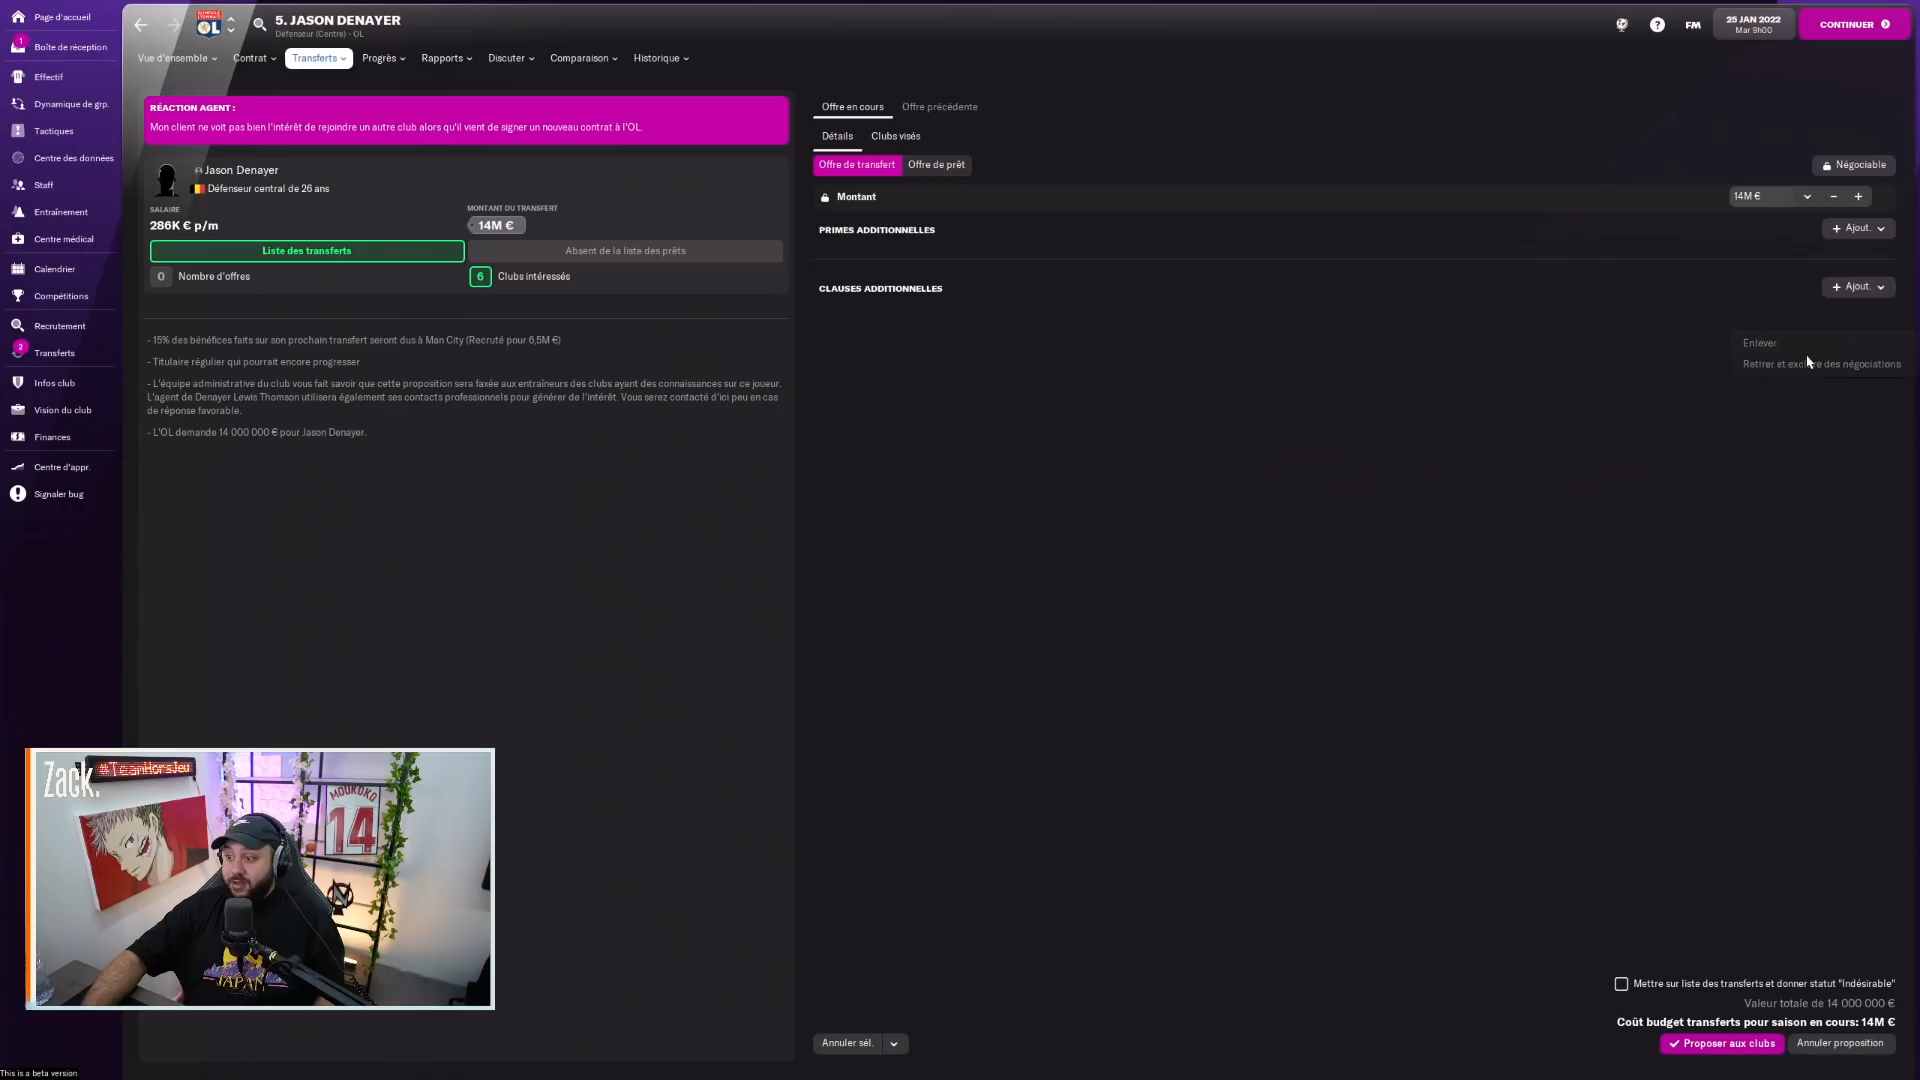 Page d'accueil
1
Boîte de réception
Effectif
Dynamique de grp.
Tactiques
Centre des données
Staff
Entraînement
Centre médical
Calendrier
Compétitions
Recrutement
2
Transferts
Infos club
Vision du club
Finances
Centre d'appr.
Signaler bug
OL
5. JASON DENAYER
Défenseur (Centre) - OL
FM
25 JAN 2022
Mar 9h00
CONTINUER
Vue d'ensemble
Contrat
Transferts
Progrès
Rapports
Discuter
Comparaison
Historique
RÉACTION AGENT :
Mon client ne voit pas bien l'intérêt de rejoindre un autre club alors qu'il vient de signer un nouveau contrat à l'OL.
Jason Denayer
Défenseur central de 26 ans
SALAIRE
286K € p/m
MONTANT DU TRANSFERT
14M €
Liste des transferts
Absent de la liste des prêts
0 Nombre d'offres
6 Clubs intéressés
- 15% des bénéfices faits sur son prochain transfert seront dus à Man City (Recruté pour 6,5M €)
- Titulaire régulier qui pourrait encore progresser
- L'équipe administrative du club vous fait savoir que cette proposition sera faxée aux entraîneurs des clubs ayant des connaissances sur ce joueur.
L'agent de Denayer Lewis Thomson utilisera également ses contacts professionnels pour générer de l'intérêt. Vous serez contacté d'ici peu en cas
de réponse favorable.
- L'OL demande 14 000 000 € pour Jason Denayer.
Offre en cours
Offre précédente
Détails
Clubs visés
Offre de transfert
Offre de prêt
Négociable
Montant
14M €
PRIMES ADDITIONNELLES
+ Ajout.
CLAUSES ADDITIONNELLES
+ Ajout.
Enlever
Retirer et exclure des négociations
Mettre sur liste des transferts et donner statut "Indésirable"
Valeur totale de 14 000 000 €
Coût budget transferts pour saison en cours: 14M €
Annuler sél.
Proposer aux clubs
Annuler proposition
Zack.
#TeamHorsJeu
MOUKOKO
14
JAPAN
This is a beta version